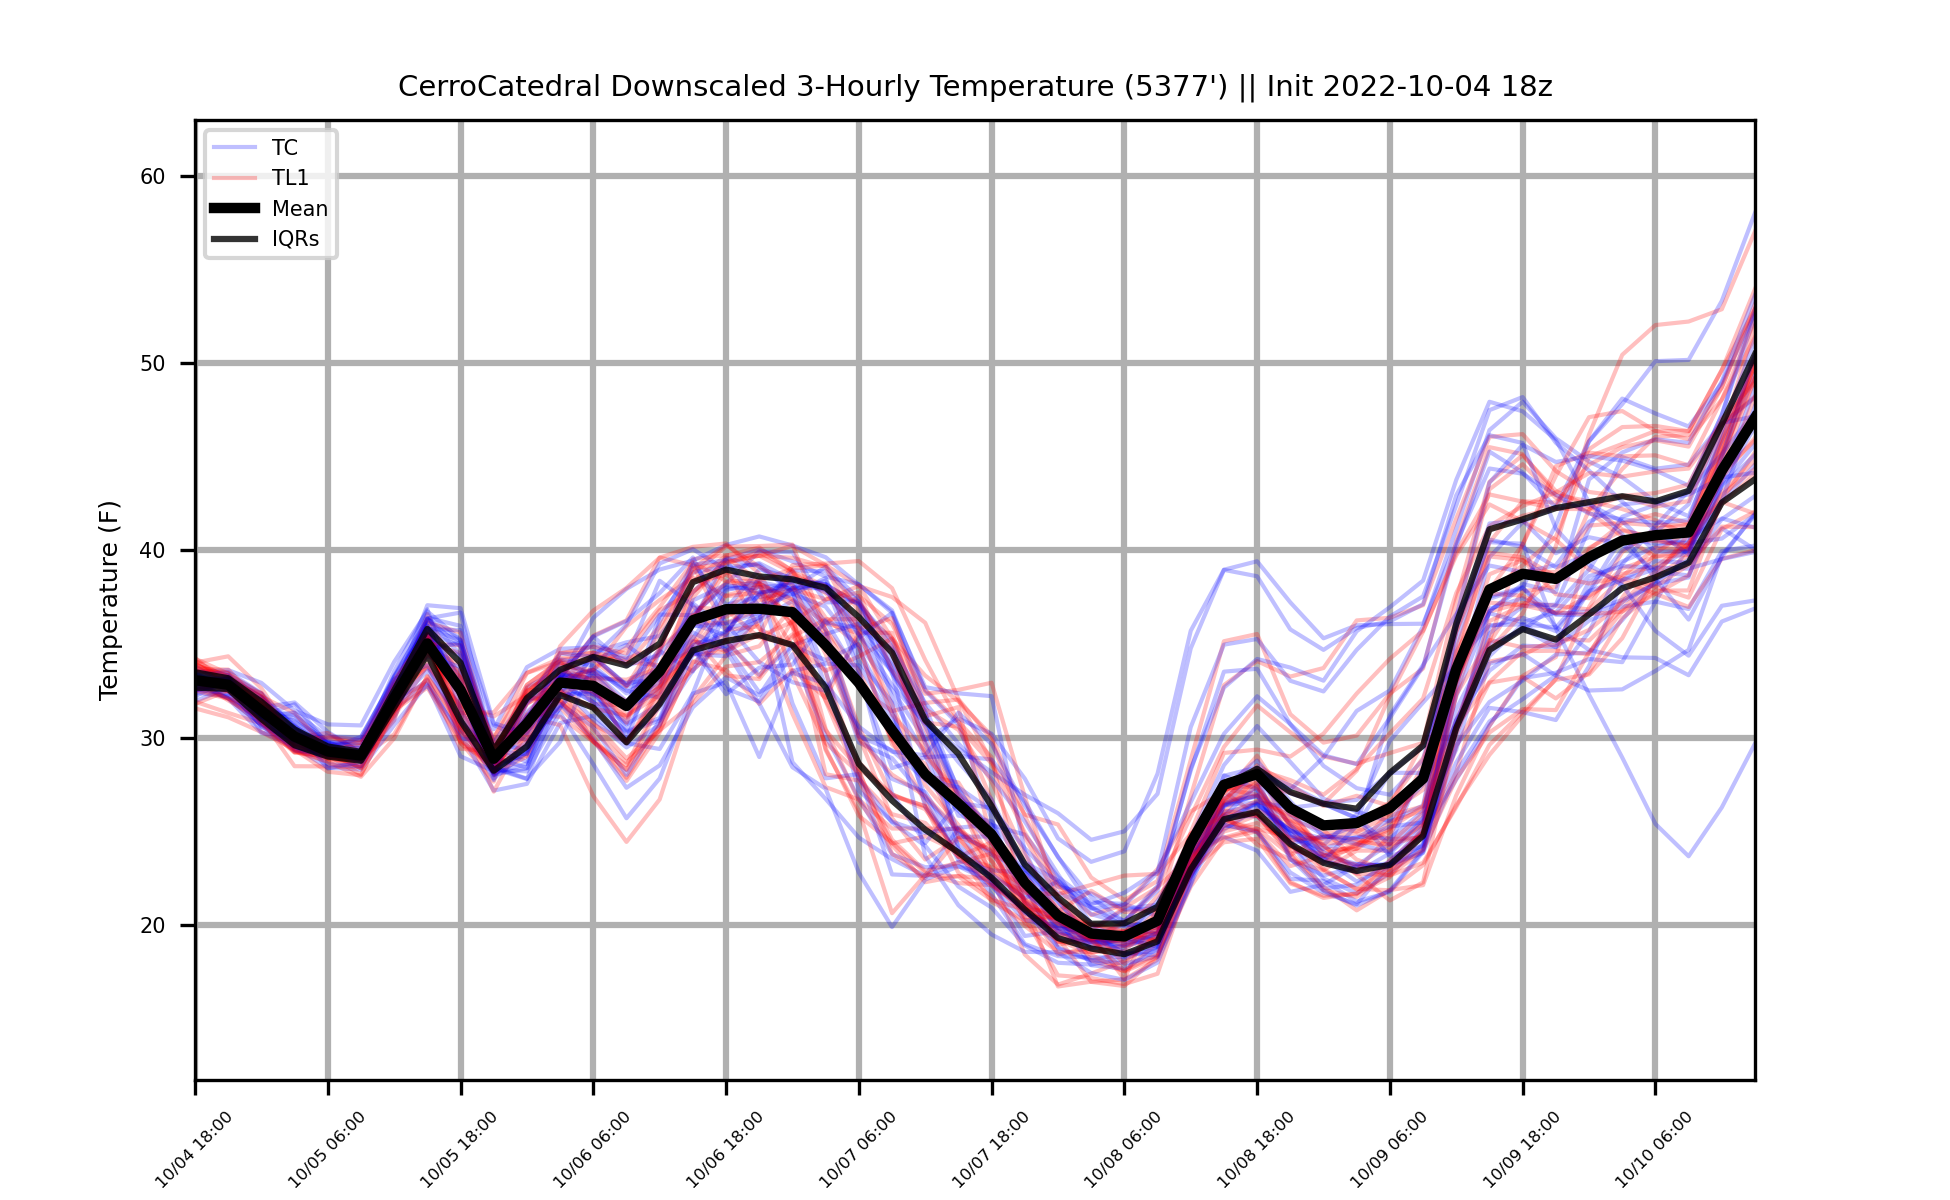 CerroCatedral Downscaled 3-Hourly Temperature (5377') || Init 2022-10-04 18z
TC
TL1
Mean
IQRs
Temperature (F)
60
50
40
30
20
10/04 18:00
10/05 06:00
10/05 18:00
10/06 06:00
10/06 18:00
10/07 06:00
10/07 18:00
10/08 06:00
10/08 18:00
10/09 06:00
10/09 18:00
10/10 06:00